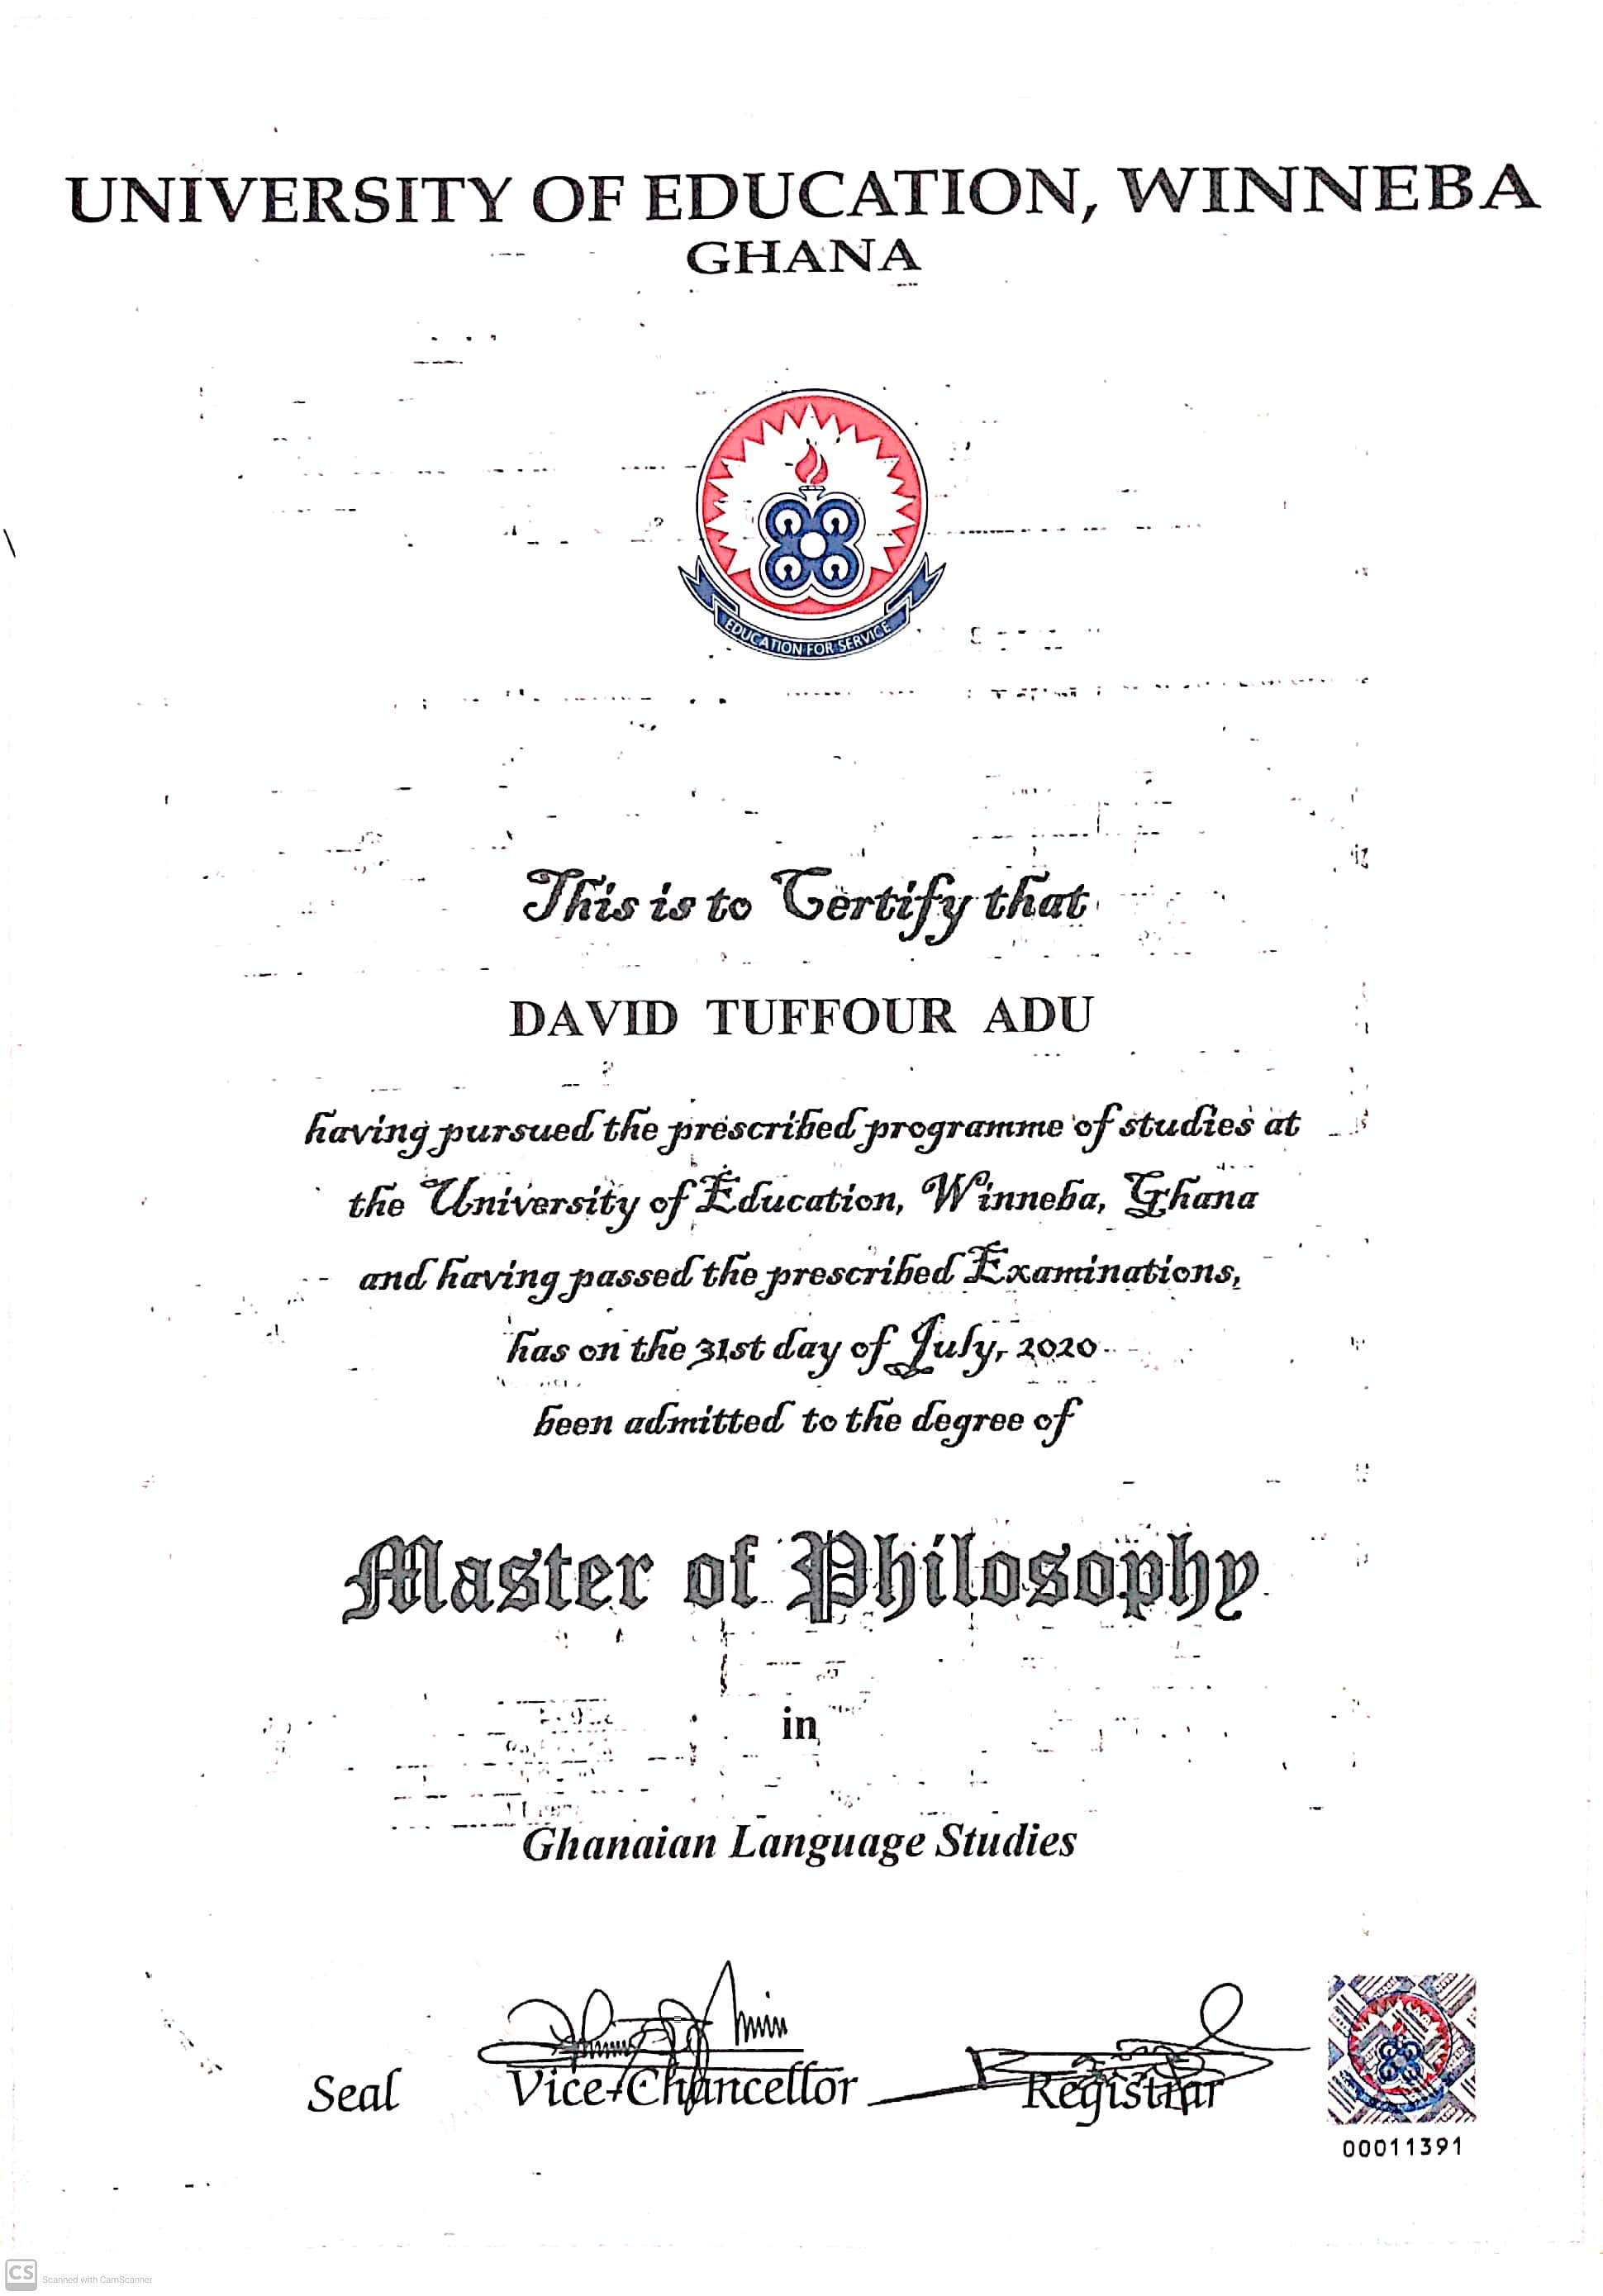 UNIVERSITY OF EDUCATION, WINNEBA
GHANA
EDUCATION FOR SERVICE
This is to Certify that
DAVID TUFFOUR ADU
having pursued the prescribed programme of studies at
the University of Education, Winneba, Ghana
and having passed the prescribed Examinations,
has on the 31st day of July, 2020
been admitted to the degree of
Master of Philosophy
in
Ghanaian Language Studies
Seal
Vice-Chancellor
Registrar
00011391
CS Scanned with CamScanner